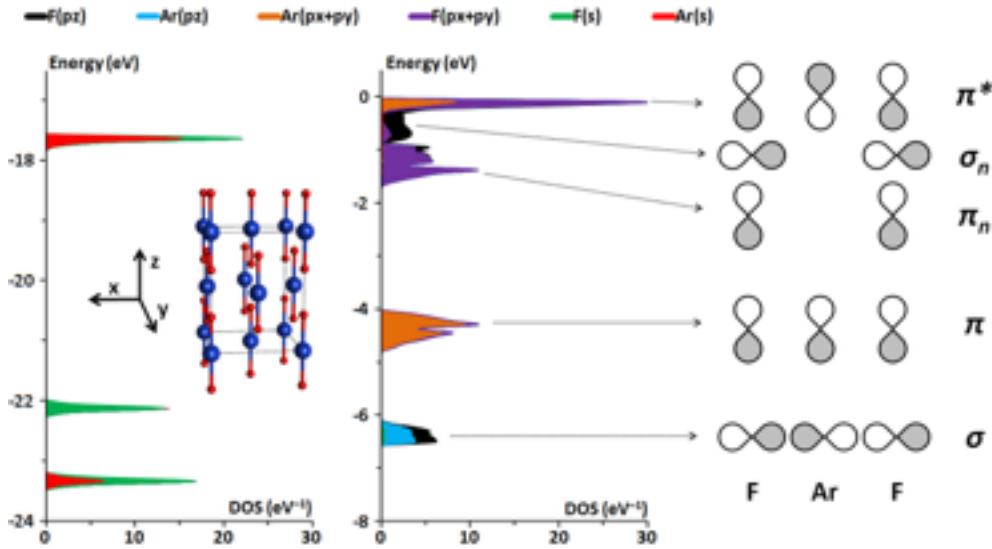 F(pz) Ar(pz) Ar(px+py) F(px+py) F(s) Ar(s)
Energy (eV)
-18
-20
-22
-24
0 10 20 30
DOS (eV⁻¹)
x
z
y
Energy (eV)
0
-2
-4
-6
-8
0 10 20 30
DOS (eV⁻¹)
π*
σn
πn
π
σ
F Ar F